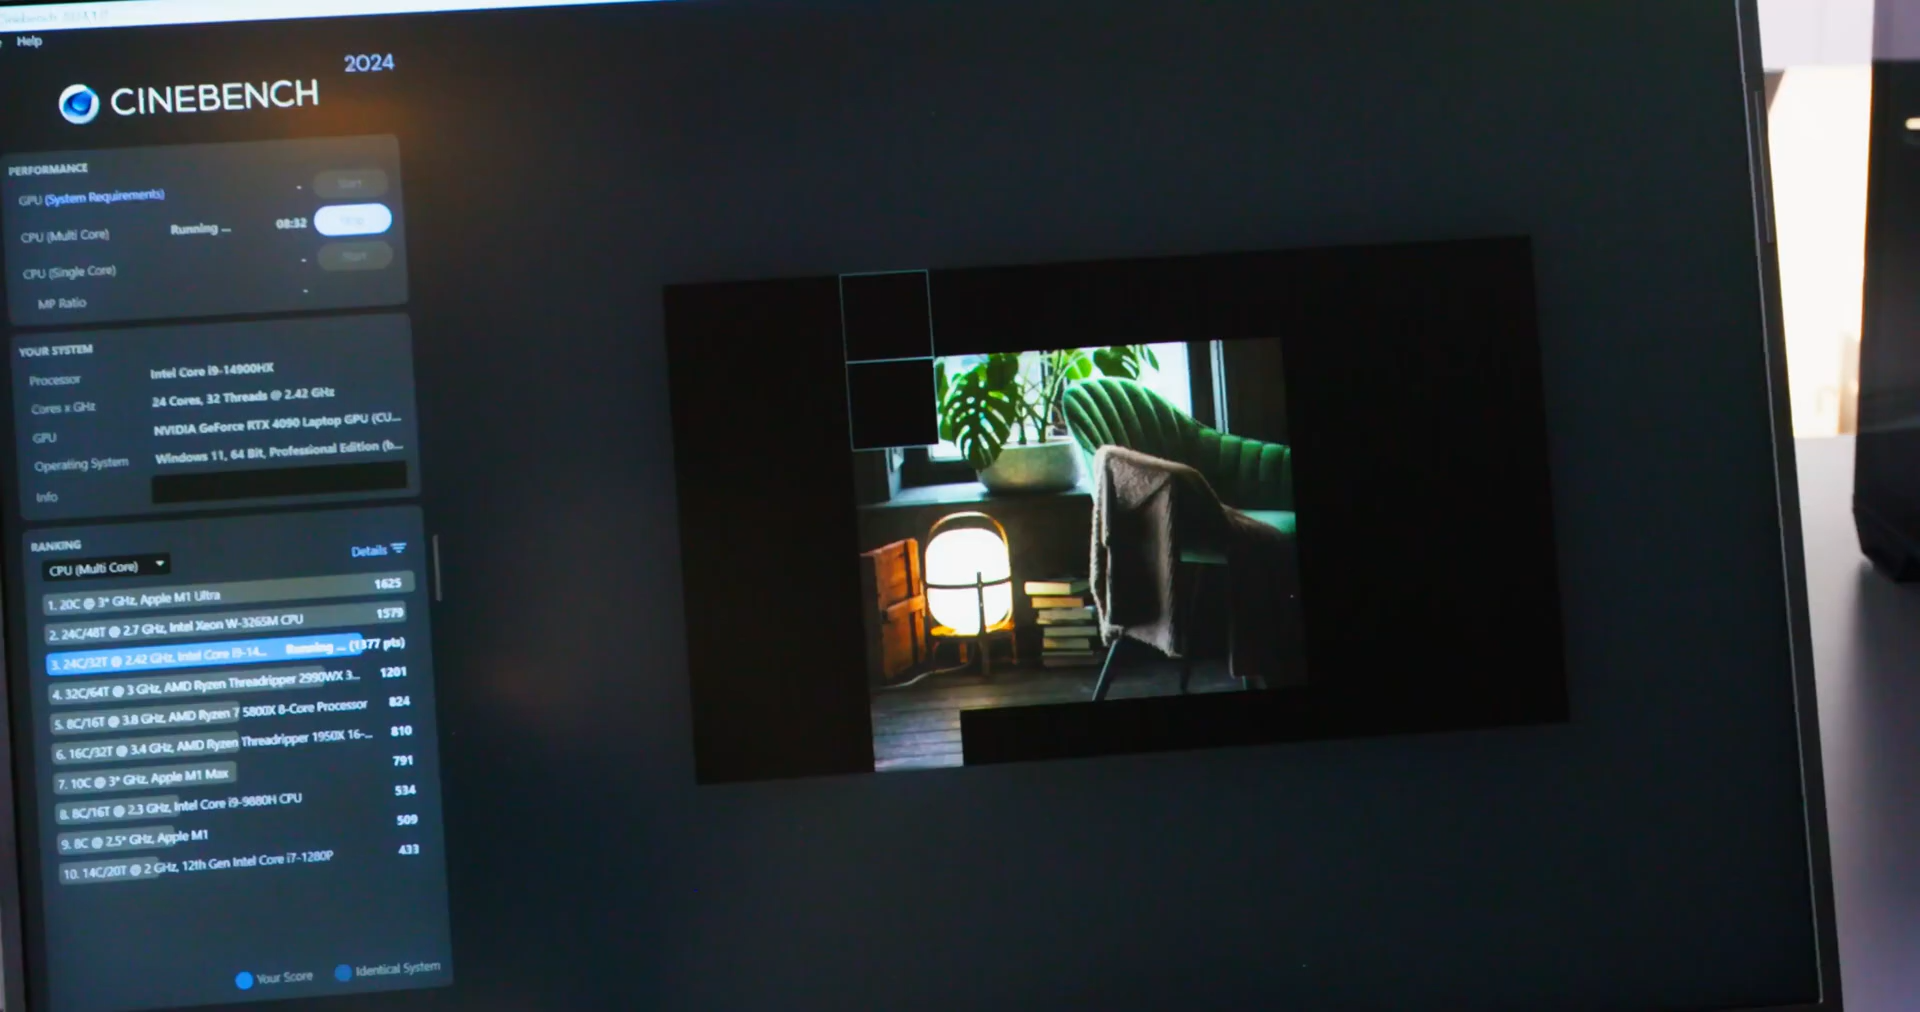 Help
2024
CINEBENCH
PERFORMANCE
GPU (System Requirements) - Start
CPU (Multi Core) Running ... 08:32
CPU (Single Core) - Start
MP Ratio -
YOUR SYSTEM
Processor Intel Core i9-14900HX
Cores x GHz 24 Cores, 32 Threads @ 2.42 GHz
GPU NVIDIA GeForce RTX 4090 Laptop GPU (CU...
Operating System Windows 11, 64 Bit, Professional Edition (b...
Info
RANKING
Details
CPU (Multi Core)
1. 20C @ 3* GHz, Apple M1 Ultra 1625
2. 24C/48T @ 2.7 GHz, Intel Xeon W-3265M CPU 1579
3. 24C/32T @ 2.42 GHz, Intel Core i9-14... Running ... (1377 pts)
4. 32C/64T @ 3 GHz, AMD Ryzen Threadripper 2990WX 3... 1201
5. 8C/16T @ 3.8 GHz, AMD Ryzen 7 5800X 8-Core Processor 824
6. 16C/32T @ 3.4 GHz, AMD Ryzen Threadripper 1950X 16-... 810
7. 10C @ 3* GHz, Apple M1 Max 791
8. 8C/16T @ 2.3 GHz, Intel Core i9-9880H CPU 534
9. 8C @ 2.5* GHz, Apple M1 509
10. 14C/20T @ 2 GHz, 12th Gen Intel Core i7-1280P 433
Your Score Identical System